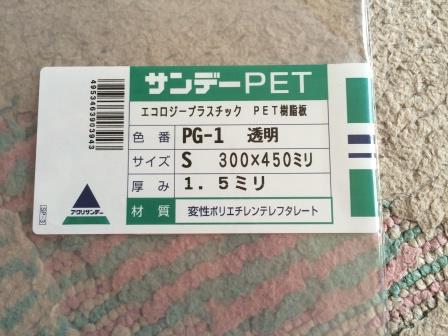 サンデーPET
エコロジープラスチック PET樹脂板
色番 PG-1 透明
サイズ S 300×450ミリ
厚み 1.5ミリ
材質 変性ポリエチレンテレフタレート
4953463903943
アクリサンデー
SP-3